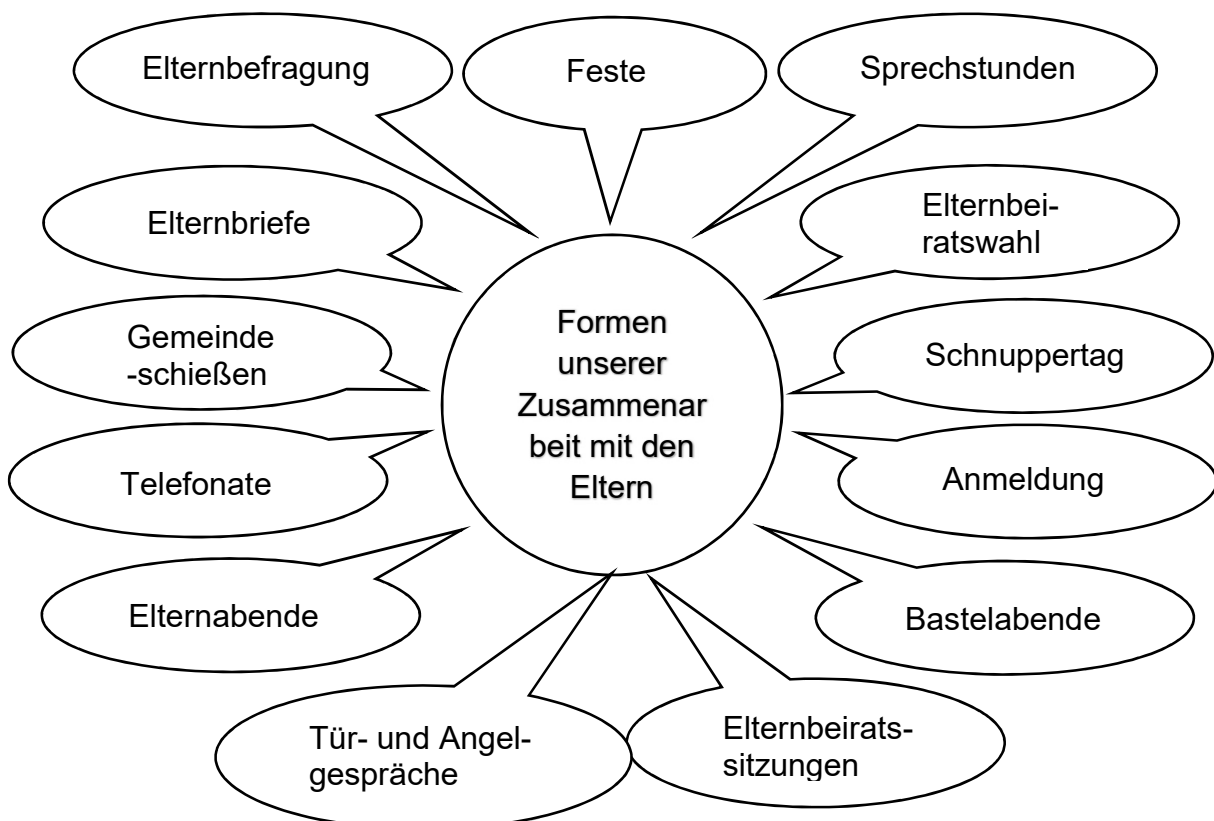 Elternbefragung
Feste
Sprechstunden
Elternbriefe
Elternbei-
ratswahl
Gemeinde
-schießen
Formen
unserer
Zusammenar
beit mit den
Eltern
Schnuppertag
Telefonate
Anmeldung
Elternabende
Bastelabende
Tür- und Angel-
gespräche
Elternbeirats-
sitzungen